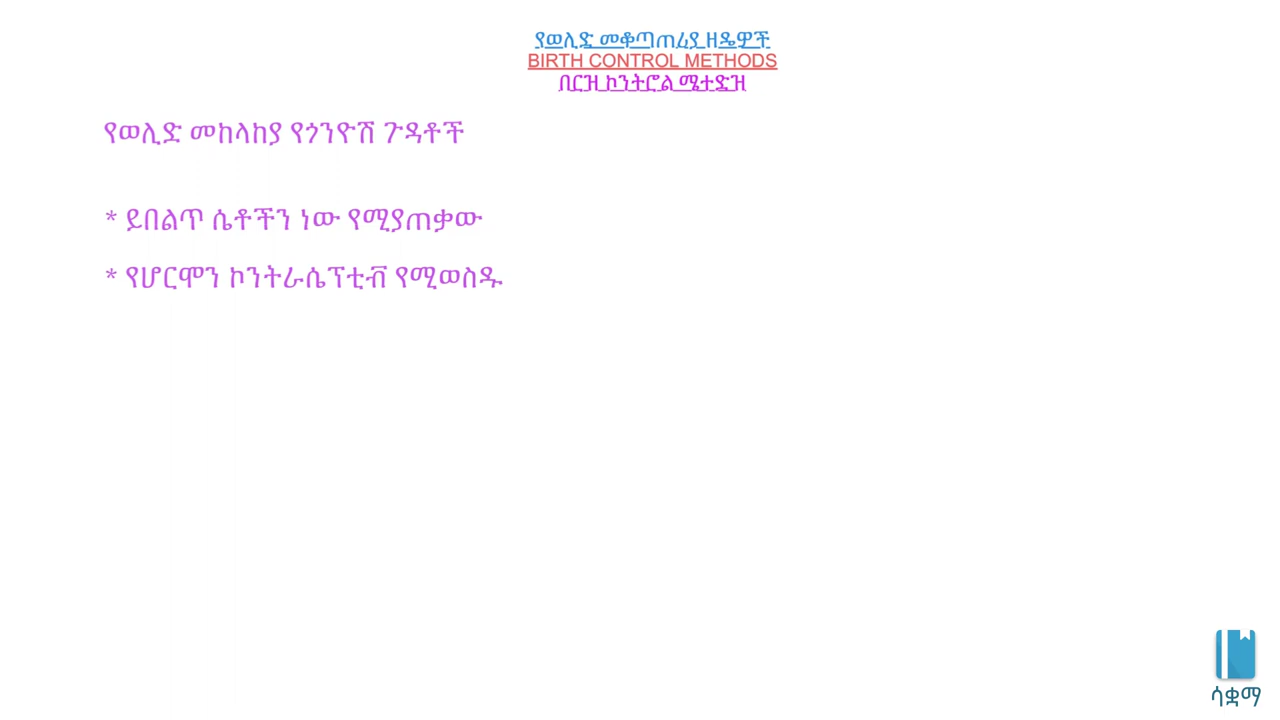 የወሊድ መቆጣጠሪያ ዘዴዎች
BIRTH CONTROL METHODS
በርዝ ኮንትሮል ሜተድዝ
የወሊድ መከላከያ የጎንዮሽ ጉዳቶች
* ይበልጥ ሴቶችን ነው የሚያጠቃው
* የሆርሞን ኮንትራሴፕቲቭ የሚወስዱ
ሳቋማ